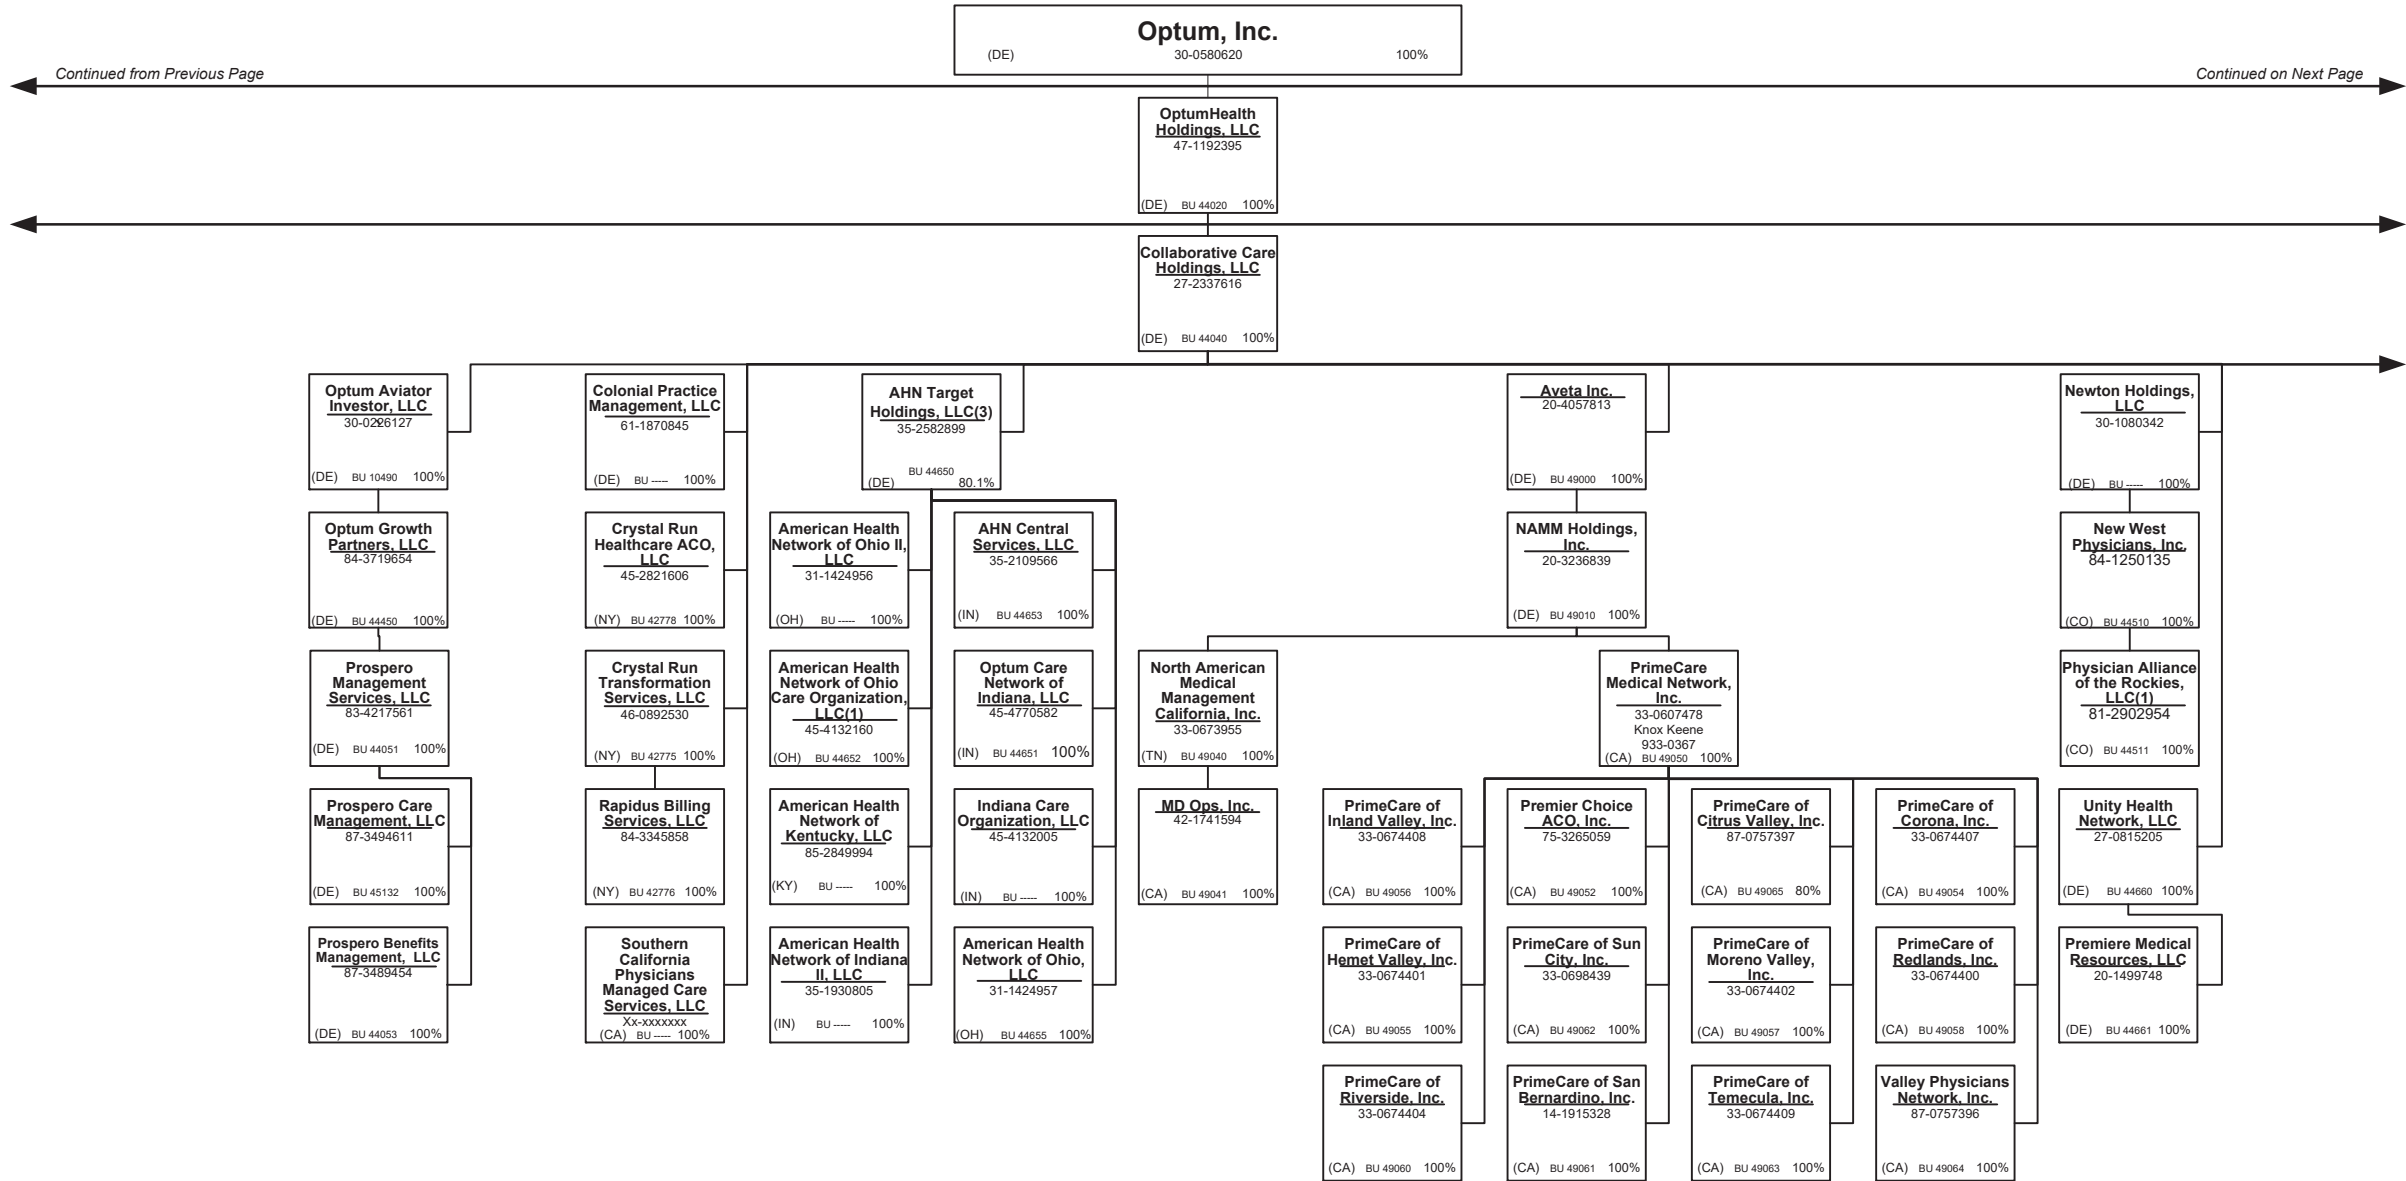 Optum, Inc.
(DE) 30-0580620 100%
Continued from Previous Page
Continued on Next Page
OptumHealth
Holdings, LLC
47-1192395
(DE) BU 44020 100%
Collaborative Care
Holdings, LLC
27-2337616
(DE) BU 44040 100%
Optum Aviator
Investor, LLC
(DE) BU 10490 100%
Colonial Practice
Management, LLC
61-1870845
(DE) BU ----- 100%
AHN Target
Holdings, LLC(3)
35-2582899
BU 44650
(DE) 80.1%
Aveta Inc.
20-4057813
(DE) BU 49000 100%
Newton Holdings,
LLC
30-1080342
(DE) BU ----- 100%
Optum Growth
Partners, LLC
84-3719654
(DE) BU 44450 100%
Crystal Run
Healthcare ACO,
LLC
45-2821606
(NY) BU 42778 100%
American Health
Network of Ohio II,
LLC
31-1424956
(OH) BU ----- 100%
AHN Central
Services, LLC
35-2109566
(IN) BU 44653 100%
NAMM Holdings,
Inc.
20-3236839
(DE) BU 49010 100%
New West
Physicians, Inc.
84-1250135
(CO) BU 44510 100%
Prospero
Management
Services, LLC
83-4217561
(DE) BU 44051 100%
Crystal Run
Transformation
Services, LLC
46-0892530
(NY) BU 42775 100%
American Health
Network of Ohio
Care Organization,
LLC(1)
45-4132160
(OH) BU 44652 100%
Optum Care
Network of
Indiana, LLC
45-4770582
(IN) BU 44651 100%
North American
Medical
Management
California, Inc.
33-0673955
(TN) BU 49040 100%
PrimeCare
Medical Network,
Inc.
33-0607478
Knox Keene
933-0367
(CA) BU 49050 100%
Physician Alliance
of the Rockies,
LLC(1)
81-2902954
(CO) BU 44511 100%
Prospero Care
Management, LLC
87-3494611
(DE) BU 45132 100%
Rapidus Billing
Services, LLC
84-3345858
(NY) BU 42776 100%
American Health
Network of
Kentucky, LLC
85-2849994
(KY) BU ----- 100%
Indiana Care
Organization, LLC
45-4132005
(IN) BU ----- 100%
MD Ops, Inc.
42-1741594
(CA) BU 49041 100%
PrimeCare of
Inland Valley, Inc.
33-0674408
(CA) BU 49056 100%
Premier Choice
ACO, Inc.
75-3265059
(CA) BU 49052 100%
PrimeCare of
Citrus Valley, Inc.
87-0757397
(CA) BU 49065 80%
PrimeCare of
Corona, Inc.
33-0674407
(CA) BU 49054 100%
Unity Health
Network, LLC
27-0815205
(DE) BU 44660 100%
Prospero Benefits
Management, LLC
87-3489454
(DE) BU 44053 100%
Southern
California
Physicians
Managed Care
Services, LLC
Xx-xxxxxxx
(CA) BU ----- 100%
American Health
Network of Indiana
II, LLC
35-1930805
(IN) BU ----- 100%
American Health
Network of Ohio,
LLC
31-1424957
(OH) BU 44655 100%
PrimeCare of
Hemet Valley, Inc.
33-0674401
(CA) BU 49055 100%
PrimeCare of Sun
City, Inc.
33-0698439
(CA) BU 49062 100%
PrimeCare of
Moreno Valley,
Inc.
33-0674402
(CA) BU 49057 100%
PrimeCare of
Redlands, Inc.
33-0674400
(CA) BU 49058 100%
Premiere Medical
Resources, LLC
20-1499748
(DE) BU 44661 100%
PrimeCare of
Riverside, Inc.
33-0674404
(CA) BU 49060 100%
PrimeCare of San
Bernardino, Inc.
14-1915328
(CA) BU 49061 100%
PrimeCare of
Temecula, Inc.
33-0674409
(CA) BU 49063 100%
Valley Physicians
Network, Inc.
87-0757396
(CA) BU 49064 100%